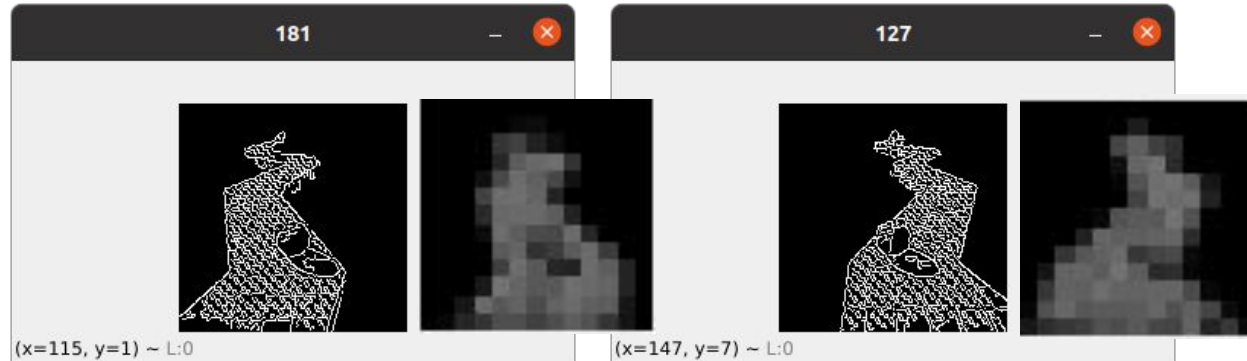 181
127
(x=115, y=1) ~ L:0
(x=147, y=7) ~ L:0